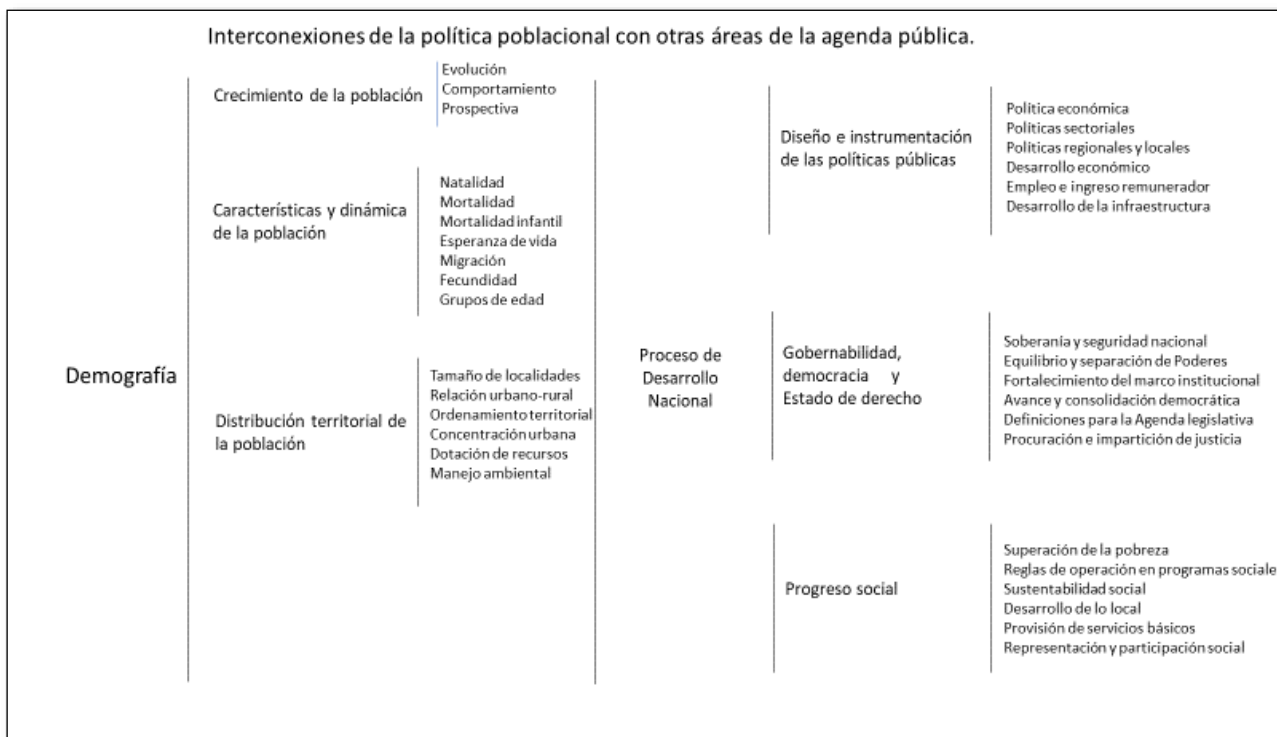 Interconexiones de la política poblacional con otras áreas de la agenda pública.
Demografía
Crecimiento de la población
Evolución
Comportamiento
Prospectiva
Características y dinámica
de la población
Natalidad
Mortalidad
Mortalidad infantil
Esperanza de vida
Migración
Fecundidad
Grupos de edad
Distribución territorial de
la población
Tamaño de localidades
Relación urbano-rural
Ordenamiento territorial
Concentración urbana
Dotación de recursos
Manejo ambiental
Proceso de
Desarrollo
Nacional
Diseño e instrumentación
de las políticas públicas
Política económica
Políticas sectoriales
Políticas regionales y locales
Desarrollo económico
Empleo e ingreso remunerador
Desarrollo de la infraestructura
Gobernabilidad,
democracia y
Estado de derecho
Soberanía y seguridad nacional
Equilibrio y separación de Poderes
Fortalecimiento del marco institucional
Avance y consolidación democrática
Definiciones para la Agenda legislativa
Procuración e impartición de justicia
Progreso social
Superación de la pobreza
Reglas de operación en programas sociale
Sustentabilidad social
Desarrollo de lo local
Provisión de servicios básicos
Representación y participación social